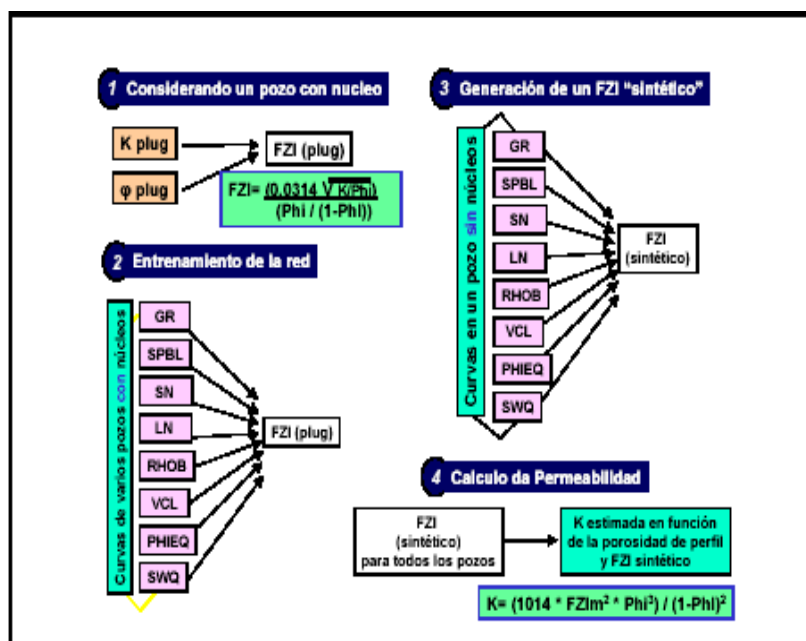 1 Considerando un pozo con nucleo
K plug
φ plug
FZI (plug)
FZI= (0.0314 √ K/Phi)
(Phi / (1-Phi))
2 Entrenamiento de la red
Curvas de varios pozos con núcleos
GR
SPBL
SN
LN
RHOB
VCL
PHIEQ
SWQ
FZI (plug)
3 Generación de un FZI “sintético”
Curvas en un pozo sin núcleos
GR
SPBL
SN
LN
RHOB
VCL
PHIEQ
SWQ
FZI
(sintético)
4 Calculo da Permeabilidad
FZI
(sintético)
para todos los pozos
K estimada en función
de la porosidad de perfil
y FZI sintético
K= (1014 * FZIm² * Phi³) / (1-Phi)²